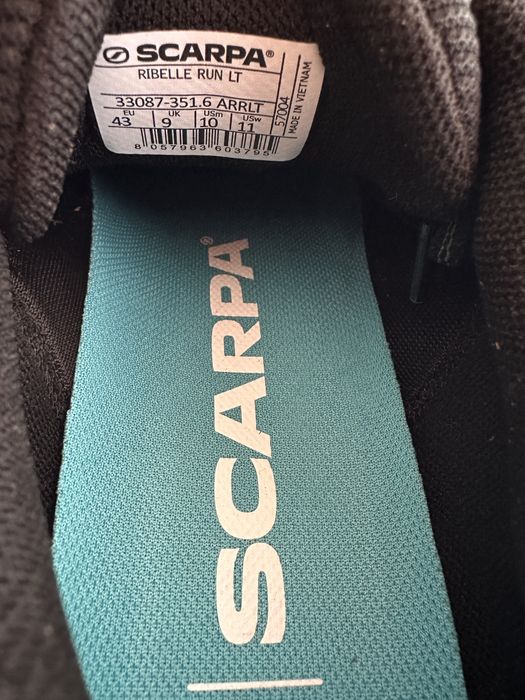 SCARPA®
RIBELLE RUN LT
33087-351.6 ARRLT
EU UK USm USw
43 9 10 11
8 057963 603795
57004
MADE IN VIETNAM
SCARPA®